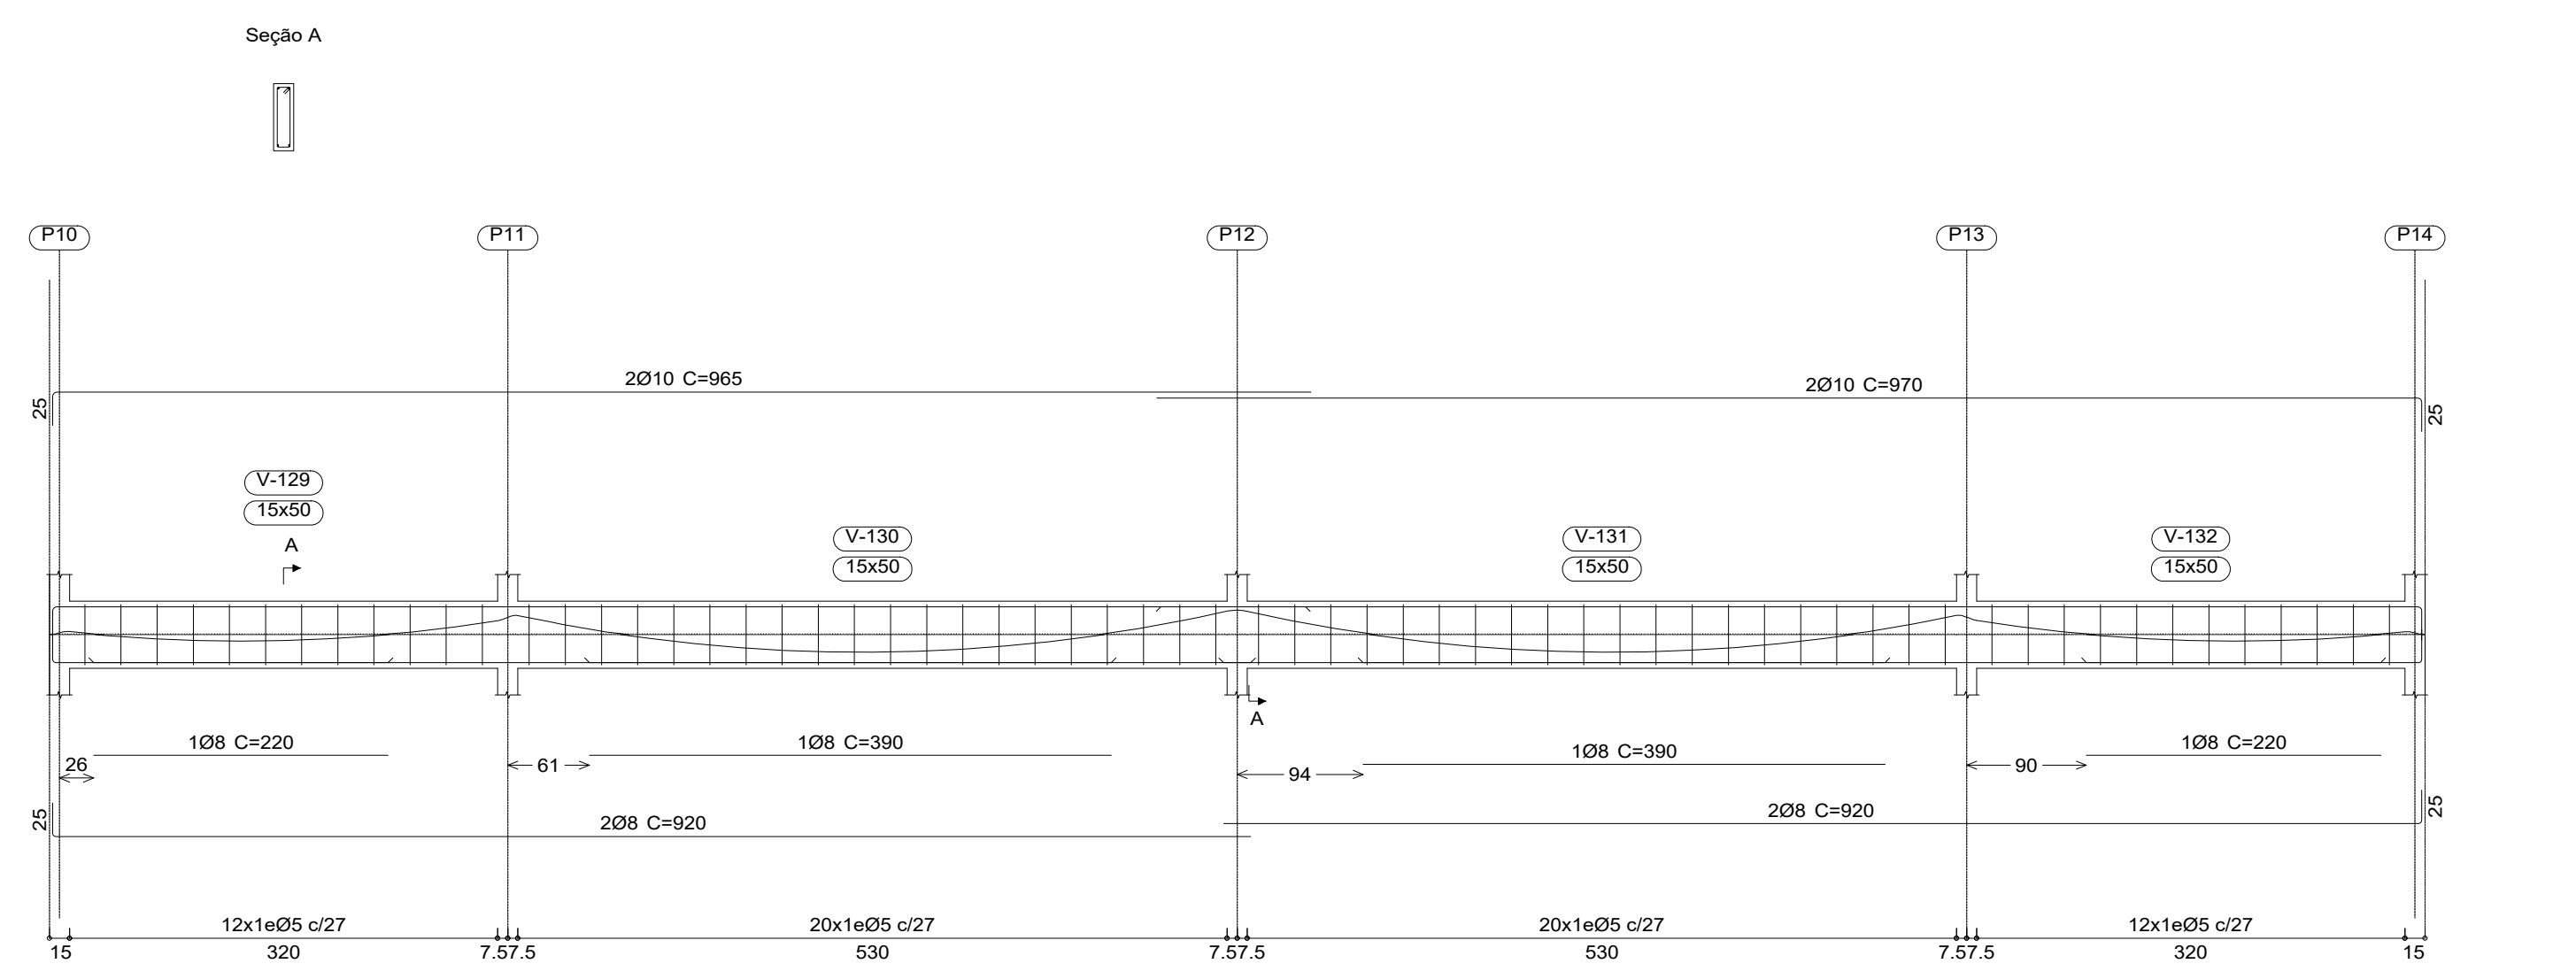 Seção A
P10 P11 P12 P13 P14
2Ø10 C=965
2Ø10 C=970
25
25
V-129
15x50
A
V-130
15x50
V-131
15x50
V-132
15x50
A
1Ø8 C=220
1Ø8 C=390
1Ø8 C=390
1Ø8 C=220
26
61
94
90
25
2Ø8 C=920
2Ø8 C=920
25
12x1eØ5 c/27 20x1eØ5 c/27 20x1eØ5 c/27 12x1eØ5 c/27
15 320 7.57.5 530 7.57.5 530 7.57.5 320 15